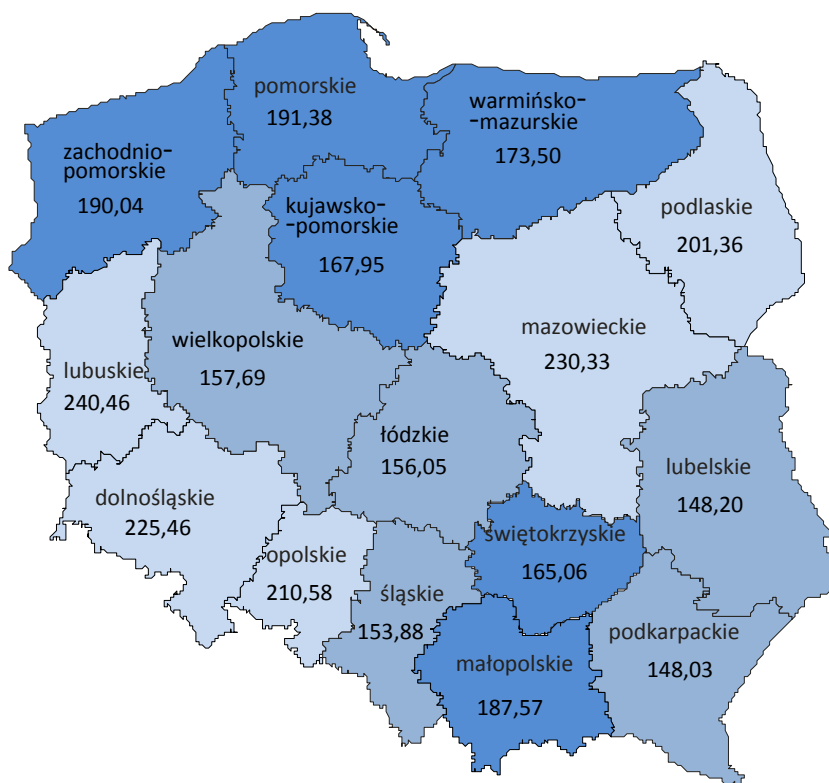 pomorskie
191,38
warmińsko-
-mazurskie
173,50
zachodnio-
pomorskie
190,04
kujawsko-
-pomorskie
167,95
podlaskie
201,36
mazowieckie
230,33
wielkopolskie
157,69
lubuskie
240,46
łódzkie
156,05
lubelskie
148,20
dolnośląskie
225,46
świętokrzyskie
165,06
opolskie
210,58
śląskie
153,88
podkarpackie
148,03
małopolskie
187,57